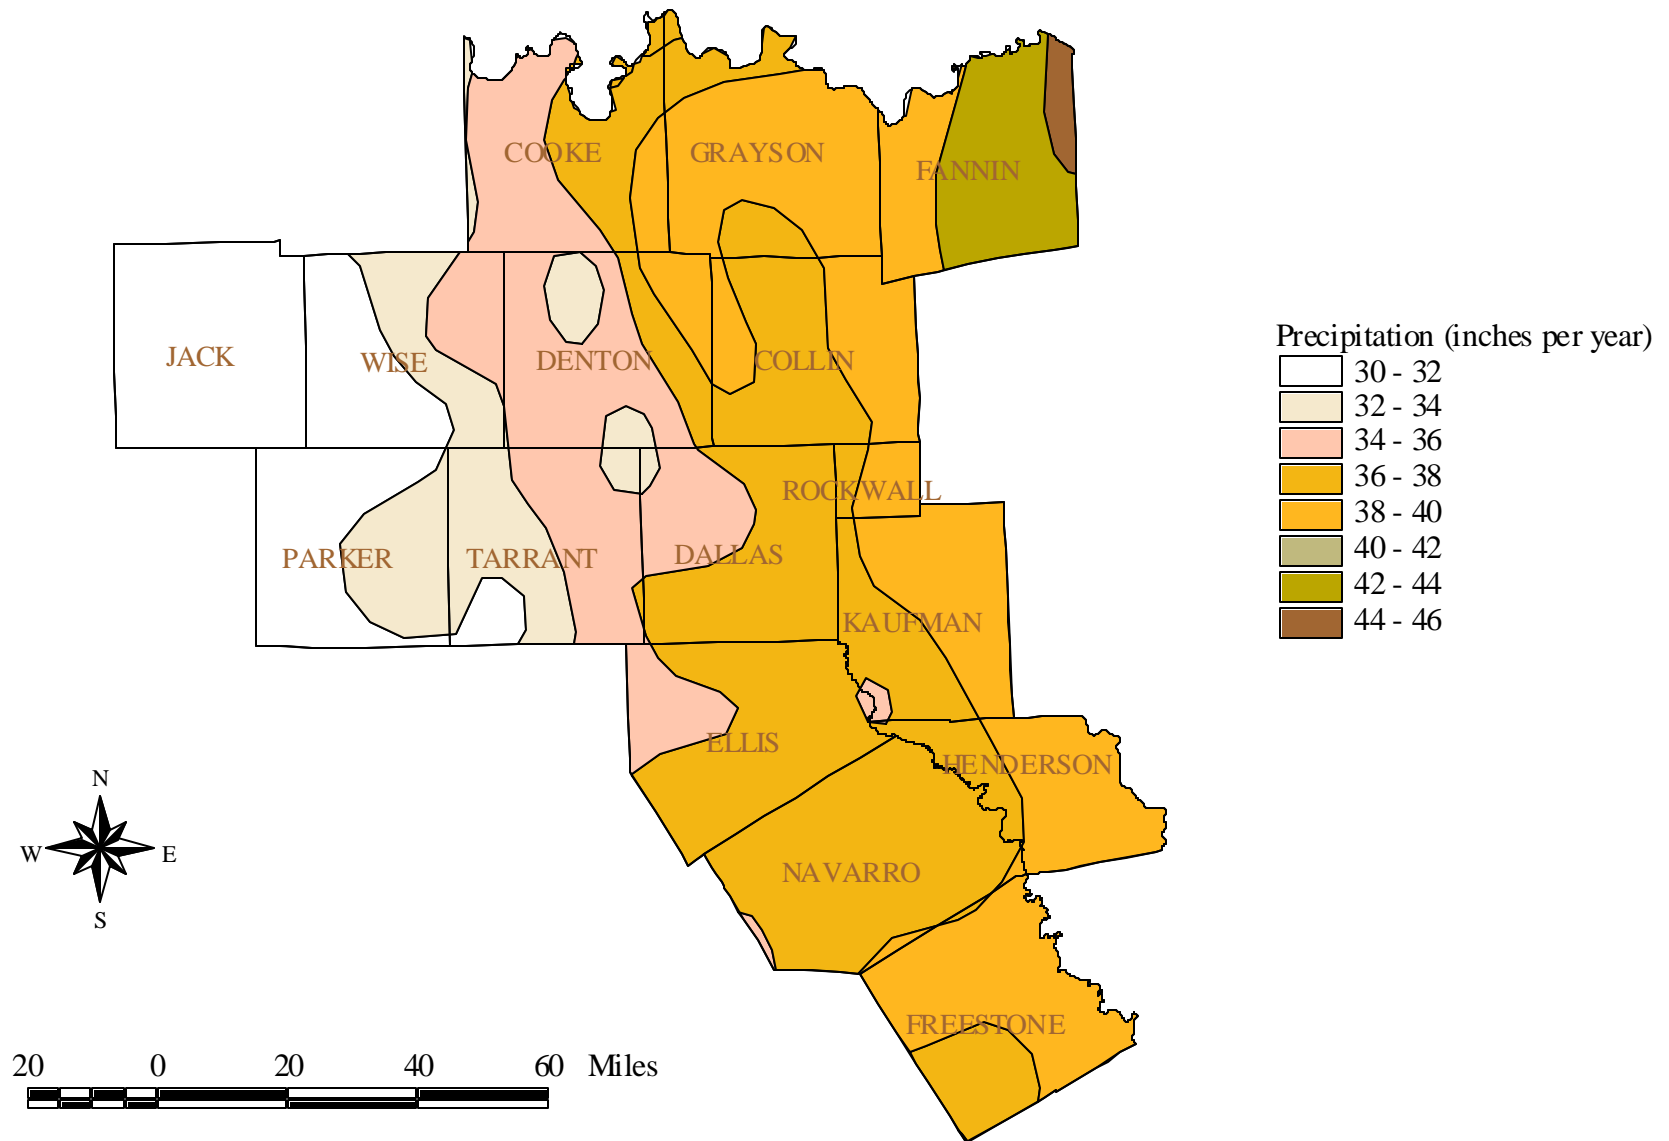 COOKE
GRAYSON
FANNIN
JACK
WISE
DENTON
COLLIN
ROCKWALL
PARKER
TARRANT
DALLAS
KAUFMAN
ELLIS
HENDERSON
NAVARRO
FREESTONE
Precipitation (inches per year)
30 - 32
32 - 34
34 - 36
36 - 38
38 - 40
40 - 42
42 - 44
44 - 46
N
W E
S
20 0 20 40 60 Miles